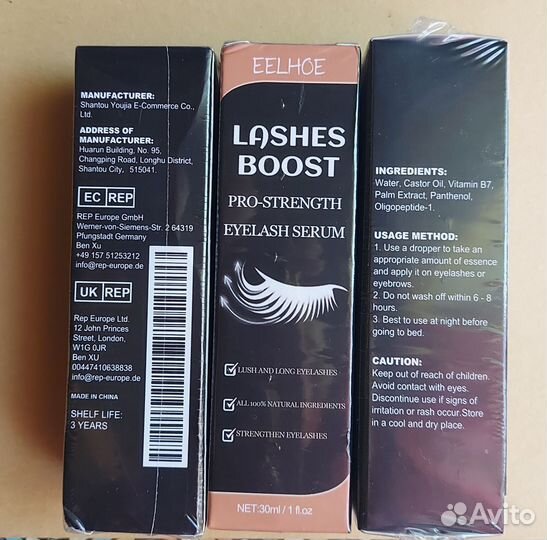 MANUFACTURER:
Shantou Youjia E-Commerce Co.,
Ltd.
ADDRESS OF
MANUFACTURER:
Huarun Building, No. 95,
Changping Road, Longhu District,
Shantou City, 515041.
EC REP
REP Europe GmbH
Werner-von-Siemens-Str. 2 64319
Pfungstadt Germany
Ben Xu
+49 157 51253212
info@rep-europe.de
UK REP
Rep Europe Ltd.
12 John Princes
Street, London,
W1G 0JR
Ben XU
00447410638838
info@rep-europe.de
MADE IN CHINA
SHELF LIFE:
3 YEARS
EELHOE
LASHES
BOOST
PRO-STRENGTH
EYELASH SERUM
LUSH AND LONG EYELASHES
ALL 100% NATURAL INGREDIENTS
STRENGTHEN EYELASHES
NET:30ml / 1 fl.oz
INGREDIENTS:
Water, Castor Oil, Vitamin B7,
Palm Extract, Panthenol,
Oligopeptide-1.
USAGE METHOD:
1. Use a dropper to take an
appropriate amount of essence
and apply it on eyelashes or
eyebrows.
2. Do not wash off within 6 - 8
hours.
3. Best to use at night before
going to bed.
CAUTION:
Keep out of reach of children.
Avoid contact with eyes.
Discontinue use if signs of
irritation or rash occur.Store
in a cool and dry place.
Avito